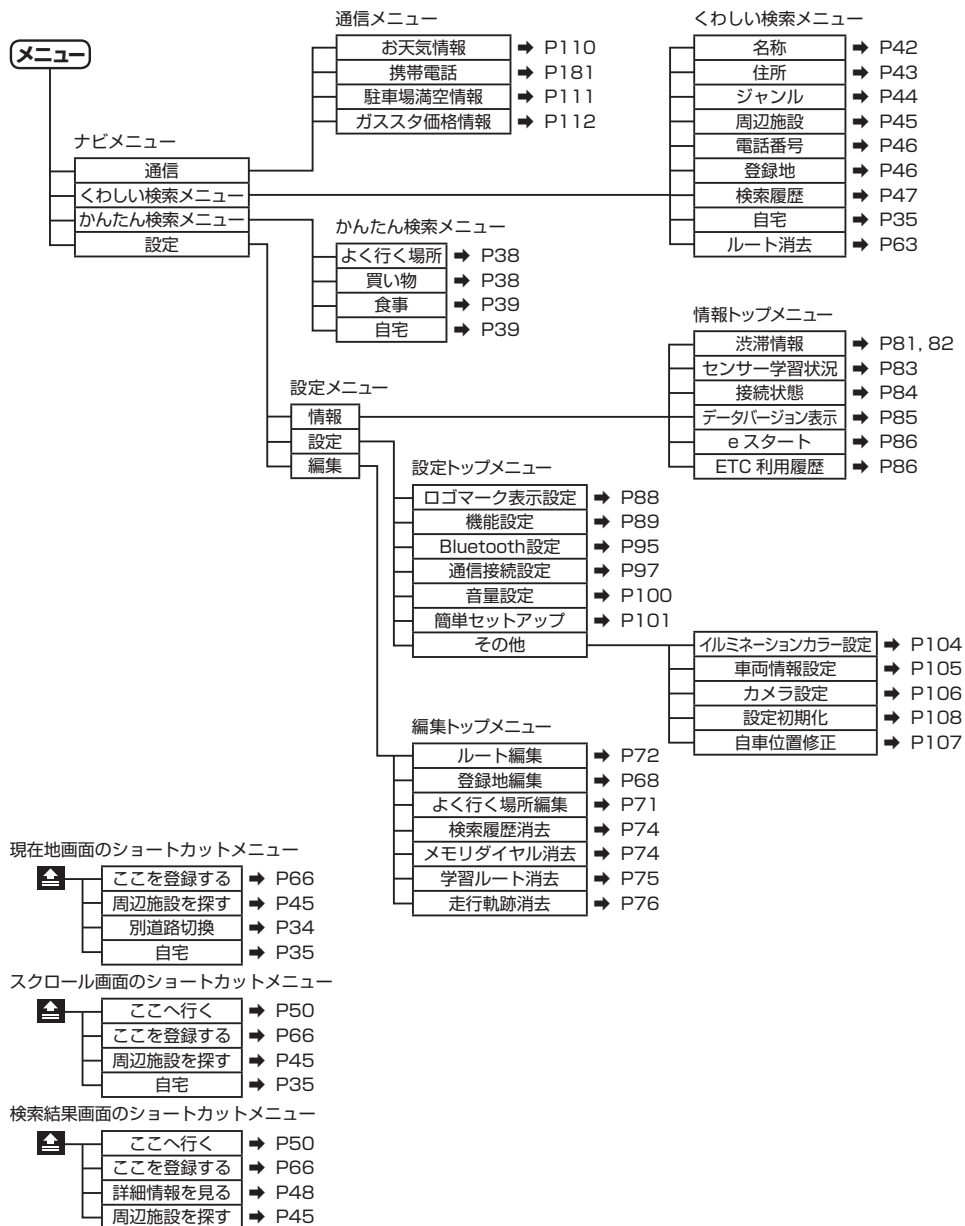 メニュー
ナビメニュー
通信
くわしい検索メニュー
かんたん検索メニュー
設定
通信メニュー
お天気情報 ➡ P110
携帯電話 ➡ P181
駐車場満空情報 ➡ P111
ガススタ価格情報 ➡ P112
くわしい検索メニュー
名称 ➡ P42
住所 ➡ P43
ジャンル ➡ P44
周辺施設 ➡ P45
電話番号 ➡ P46
登録地 ➡ P46
検索履歴 ➡ P47
自宅 ➡ P35
ルート消去 ➡ P63
かんたん検索メニュー
よく行く場所 ➡ P38
買い物 ➡ P38
食事 ➡ P39
自宅 ➡ P39
設定メニュー
情報
設定
編集
情報トップメニュー
渋滞情報 ➡ P81, 82
センサー学習状況 ➡ P83
接続状態 ➡ P84
データバージョン表示 ➡ P85
e スタート ➡ P86
ETC 利用履歴 ➡ P86
設定トップメニュー
ロゴマーク表示設定 ➡ P88
機能設定 ➡ P89
Bluetooth設定 ➡ P95
通信接続設定 ➡ P97
音量設定 ➡ P100
簡単セットアップ ➡ P101
その他
イルミネーションカラー設定 ➡ P104
車両情報設定 ➡ P105
カメラ設定 ➡ P106
設定初期化 ➡ P108
自車位置修正 ➡ P107
編集トップメニュー
ルート編集 ➡ P72
登録地編集 ➡ P68
よく行く場所編集 ➡ P71
検索履歴消去 ➡ P74
メモリダイヤル消去 ➡ P74
学習ルート消去 ➡ P75
走行軌跡消去 ➡ P76
現在地画面のショートカットメニュー
ここを登録する ➡ P66
周辺施設を探す ➡ P45
別道路切換 ➡ P34
自宅 ➡ P35
スクロール画面のショートカットメニュー
ここへ行く ➡ P50
ここを登録する ➡ P66
周辺施設を探す ➡ P45
自宅 ➡ P35
検索結果画面のショートカットメニュー
ここへ行く ➡ P50
ここを登録する ➡ P66
詳細情報を見る ➡ P48
周辺施設を探す ➡ P45